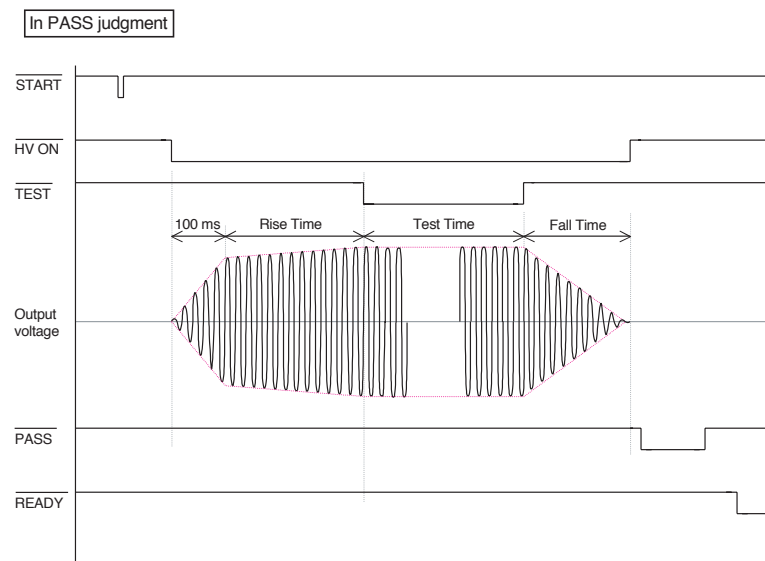 In PASS judgment
START
HV ON
TEST
100 ms Rise Time Test Time Fall Time
Output
voltage
PASS
READY